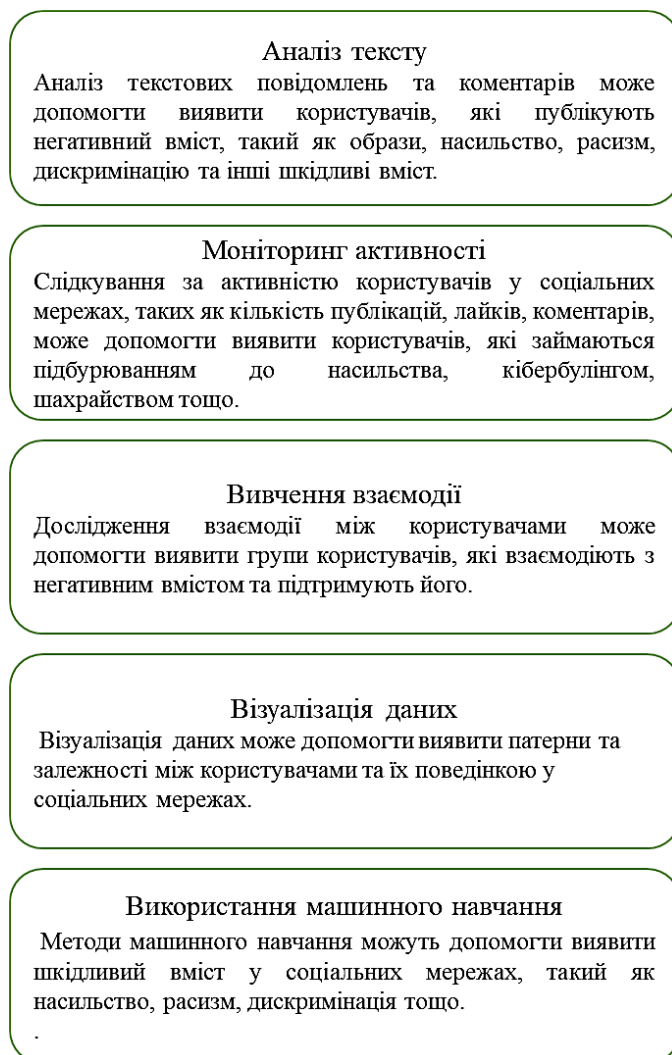 Аналіз тексту
Аналіз текстових повідомлень та коментарів може
допомогти виявити користувачів, які публікують
негативний вміст, такий як образи, насильство, расизм,
дискримінацію та інші шкідливі вміст.
Моніторинг активності
Слідкування за активністю користувачів у соціальних
мережах, таких як кількість публікацій, лайків, коментарів,
може допомогти виявити користувачів, які займаються
підбурюванням до насильства, кібербулінгом,
шахрайством тощо.
Вивчення взаємодії
Дослідження взаємодії між користувачами може
допомогти виявити групи користувачів, які взаємодіють з
негативним вмістом та підтримують його.
Візуалізація даних
Візуалізація даних може допомогти виявити патерни та
залежності між користувачами та їх поведінкою у
соціальних мережах.
Використання машинного навчання
Методи машинного навчання можуть допомогти виявити
шкідливий вміст у соціальних мережах, такий як
насильство, расизм, дискримінація тощо.
.